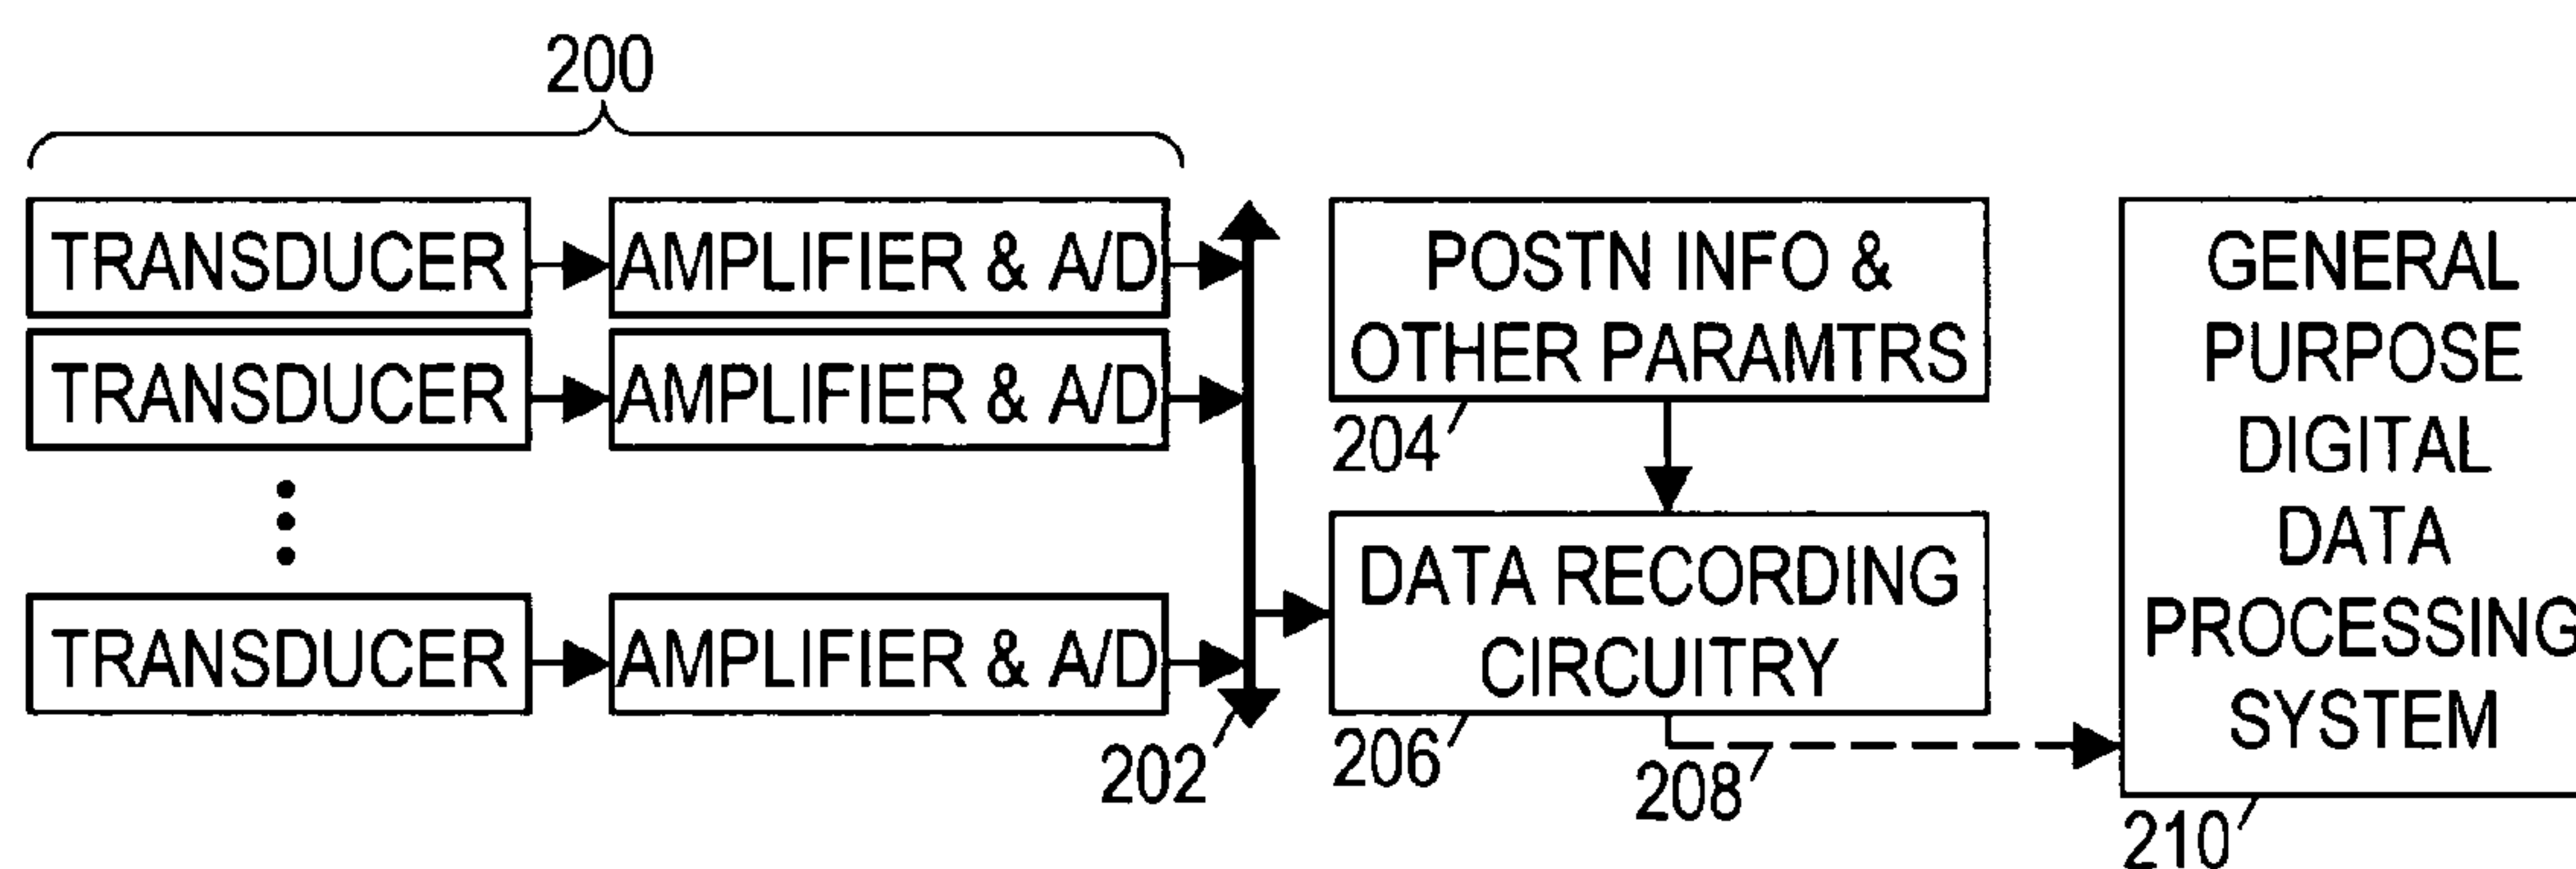 200
TRANSDUCER
AMPLIFIER & A/D
TRANSDUCER
AMPLIFIER & A/D
TRANSDUCER
AMPLIFIER & A/D
202
POSTN INFO &
OTHER PARAMTRS
204
DATA RECORDING
CIRCUITRY
206
208
GENERAL
PURPOSE
DIGITAL
DATA
PROCESSING
SYSTEM
210